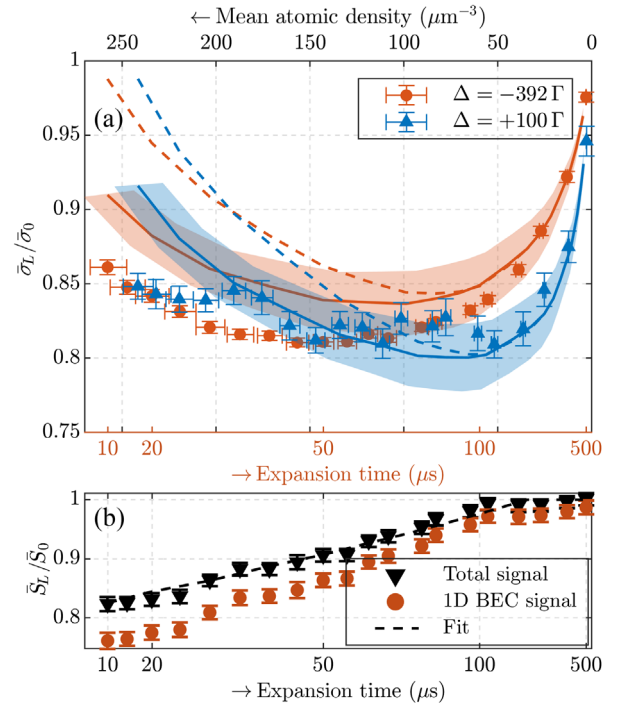 ← Mean atomic density (μm⁻³)
250 200 150 100 50 0
1
0.95
0.9
0.85
0.8
0.75
(a)
Δ = −392 Γ
Δ = +100 Γ
σ̄_L/σ̄_0
10 20 50 100 500
→ Expansion time (μs)
1
0.9
0.8
(b)
S̄_L/S̄_0
Total signal
1D BEC signal
Fit
10 20 50 100 500
→ Expansion time (μs)